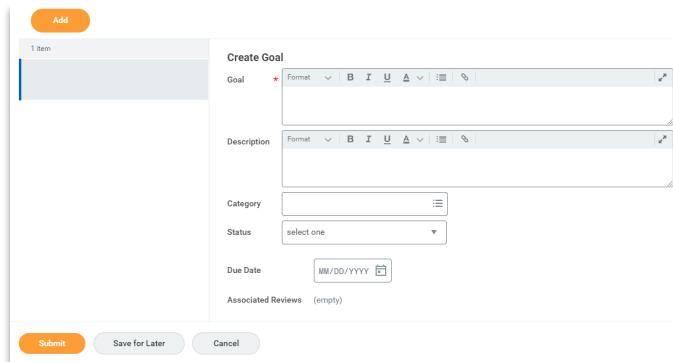 Add
1 item
Create Goal
Goal *
Format B I U A
Description
Format B I U A
Category
Status select one
Due Date MM/DD/YYYY
Associated Reviews (empty)
Submit Save for Later Cancel